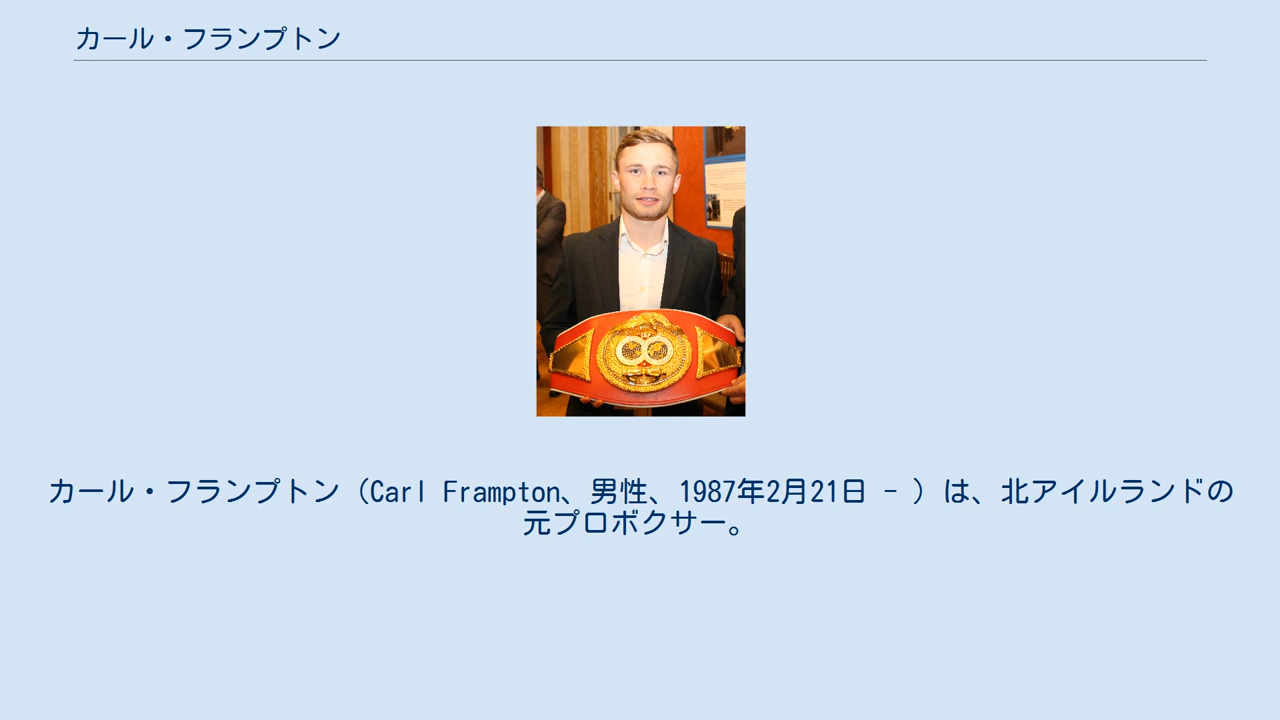 カール・フランプトン
カール・フランプトン（Carl Frampton、男性、1987年2月21日 - ）は、北アイルランドの
元プロボクサー。